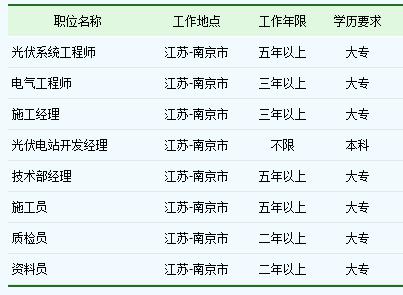 职位名称 工作地点 工作年限 学历要求
光伏系统工程师 江苏-南京市 五年以上 大专
电气工程师 江苏-南京市 三年以上 大专
施工经理 江苏-南京市 三年以上 大专
光伏电站开发经理 江苏-南京市 不限 本科
技术部经理 江苏-南京市 五年以上 大专
施工员 江苏-南京市 五年以上 大专
质检员 江苏-南京市 二年以上 大专
资料员 江苏-南京市 二年以上 大专